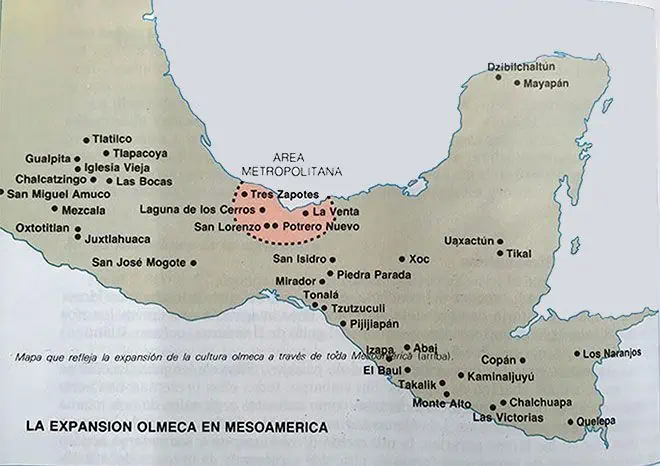 Dzibilchaltún
Mayapán
AREA
METROPOLITANA
Tlatilco
Tlapacoya
Gualpita
Iglesia Vieja
Chalcatzingo
Las Bocas
San Miguel Amuco
Mezcala
Oxtotitlan
Juxtlahuaca
San José Mogote
Tres Zapotes
Laguna de los Cerros
La Venta
San Lorenzo
Potrero Nuevo
San Isidro
Xoc
Piedra Parada
Mirador
Tonalá
Tzutzuculi
Pijijiapán
Uaxactún
Tikal
Izapa
Abaj
El Baul
Takalik
Monte Alto
Kaminaljuyú
Copán
Los Naranjos
Chalchuapa
Las Victorias
Quelepa
Mapa que refleja la expansión de la cultura olmeca a través de toda Mesoamérica (arriba).
LA EXPANSION OLMECA EN MESOAMERICA